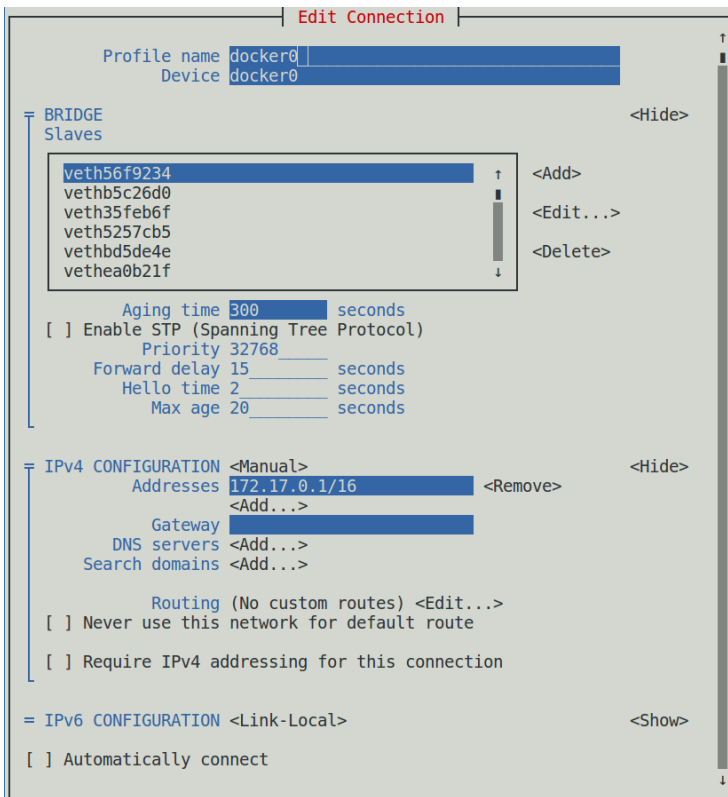 Edit Connection
Profile name docker0
Device docker0
BRIDGE <Hide>
Slaves
veth56f9234
vethb5c26d0 <Add>
veth35feb6f <Edit...>
veth5257cb5
vethbd5de4e <Delete>
vethea0b21f
Aging time 300 seconds
[ ] Enable STP (Spanning Tree Protocol)
Priority 32768_____
Forward delay 15________ seconds
Hello time 2_________ seconds
Max age 20________ seconds
IPv4 CONFIGURATION <Manual> <Hide>
Addresses 172.17.0.1/16 <Remove>
<Add...>
Gateway
DNS servers <Add...>
Search domains <Add...>
Routing (No custom routes) <Edit...>
[ ] Never use this network for default route
[ ] Require IPv4 addressing for this connection
= IPv6 CONFIGURATION <Link-Local> <Show>
[ ] Automatically connect